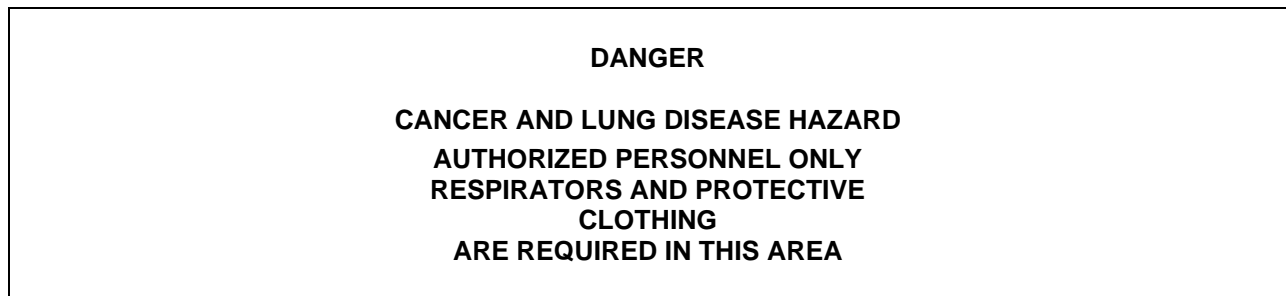 DANGER
CANCER AND LUNG DISEASE HAZARD
AUTHORIZED PERSONNEL ONLY
RESPIRATORS AND PROTECTIVE
CLOTHING
ARE REQUIRED IN THIS AREA